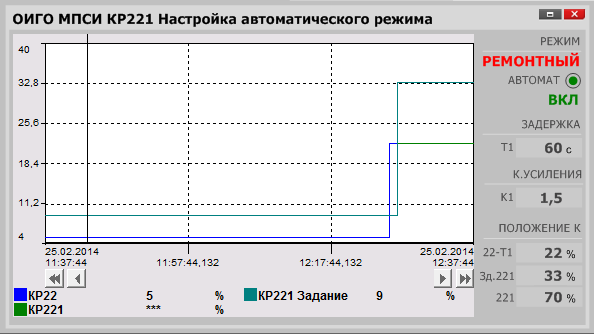 ОИГО МПСИ КР221 Настройка автоматического режима
РЕЖИМ
РЕМОНТНЫЙ
АВТОМАТ
ВКЛ
ЗАДЕРЖКА
Т1 60 с
К.УСИЛЕНИЯ
К1 1,5
ПОЛОЖЕНИЕ К
22-Т1 22 %
Зд.221 33 %
221 70 %
40
32,8
25,6
18,4
11,2
4
25.02.2014 25.02.2014
11:37:44 11:57:44,132 12:17:44,132 12:37:44
КР22 5 % КР221 Задание 9 %
КР221 *** %